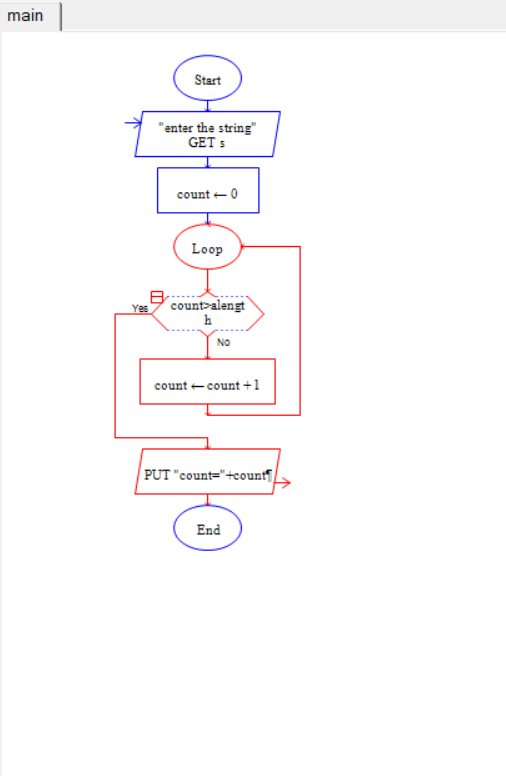 main
Start
"enter the string"
GET s
count ← 0
Loop
Yes
count>alengt
h
No
count ← count +1
PUT "count="+count¶
End